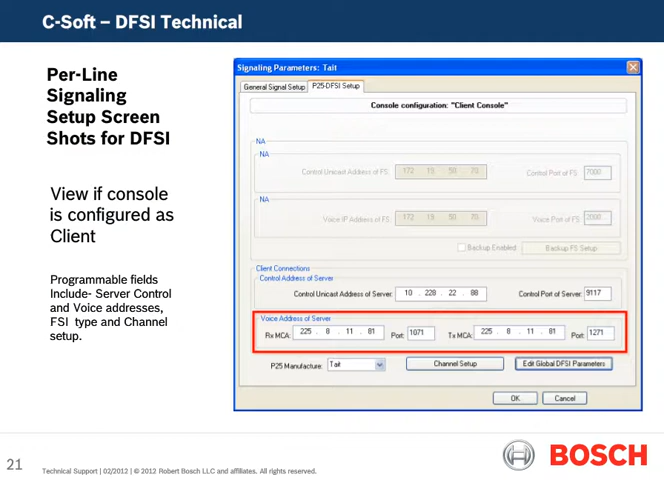 C-Soft – DFSI Technical
Per-Line
Signaling
Setup Screen
Shots for DFSI
View if console
is configured as
Client
Programmable fields
Include- Server Control
and Voice addresses,
FSI type and Channel
setup.
Signaling Parameters: Tait
General Signal Setup P25-DFSI Setup
Console configuration: "Client Console"
NA
NA
Control Unicast Address of FS: 172 . 19 . 50 . 70 Control Port of FS: 7000
NA
Voice IP Address of FS: 172 . 19 . 50 . 70 Voice Port of FS: 2000
Backup Enabled Backup FS Setup
Client Connections
Control Address of Server
Control Unicast Address of Server: 10 . 228 . 22 . 88 Control Port of Server: 9117
Voice Address of Server
Rx MCA: 225 . 8 . 11 . 81 Port: 1071 Tx MCA: 225 . 8 . 11 . 81 Port: 1271
P25 Manufacture: Tait Channel Setup Edit Global DFSI Parameters
OK Cancel
21
Technical Support | 02/2012 | © 2012 Robert Bosch LLC and affiliates. All rights reserved.
BOSCH